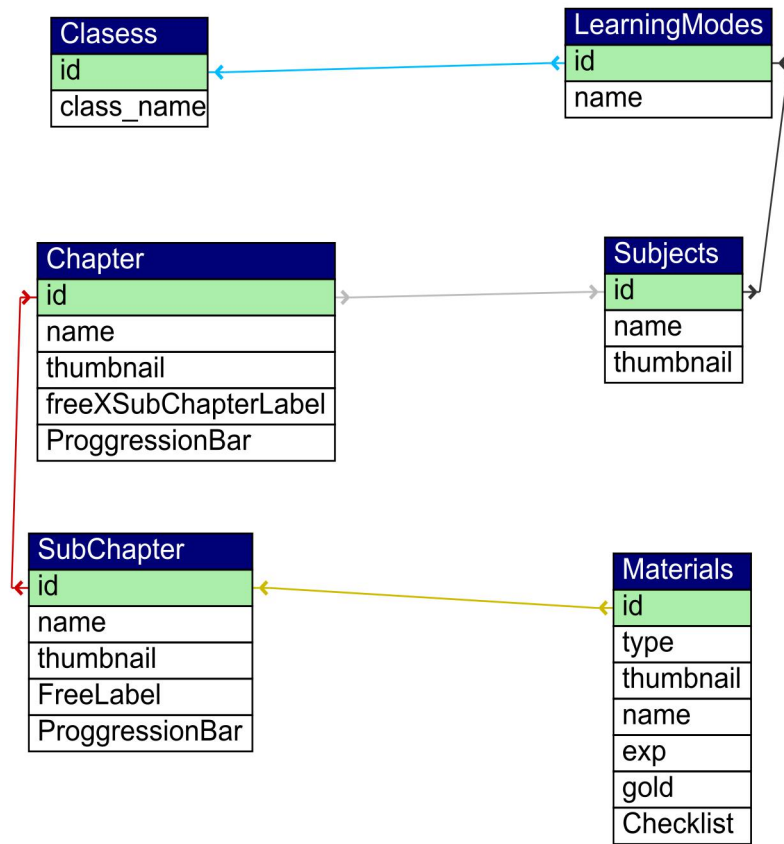 Clasess
id
class_name
LearningModes
id
name
Chapter
id
name
thumbnail
freeXSubChapterLabel
ProggressionBar
Subjects
id
name
thumbnail
SubChapter
id
name
thumbnail
FreeLabel
ProggressionBar
Materials
id
type
thumbnail
name
exp
gold
Checklist